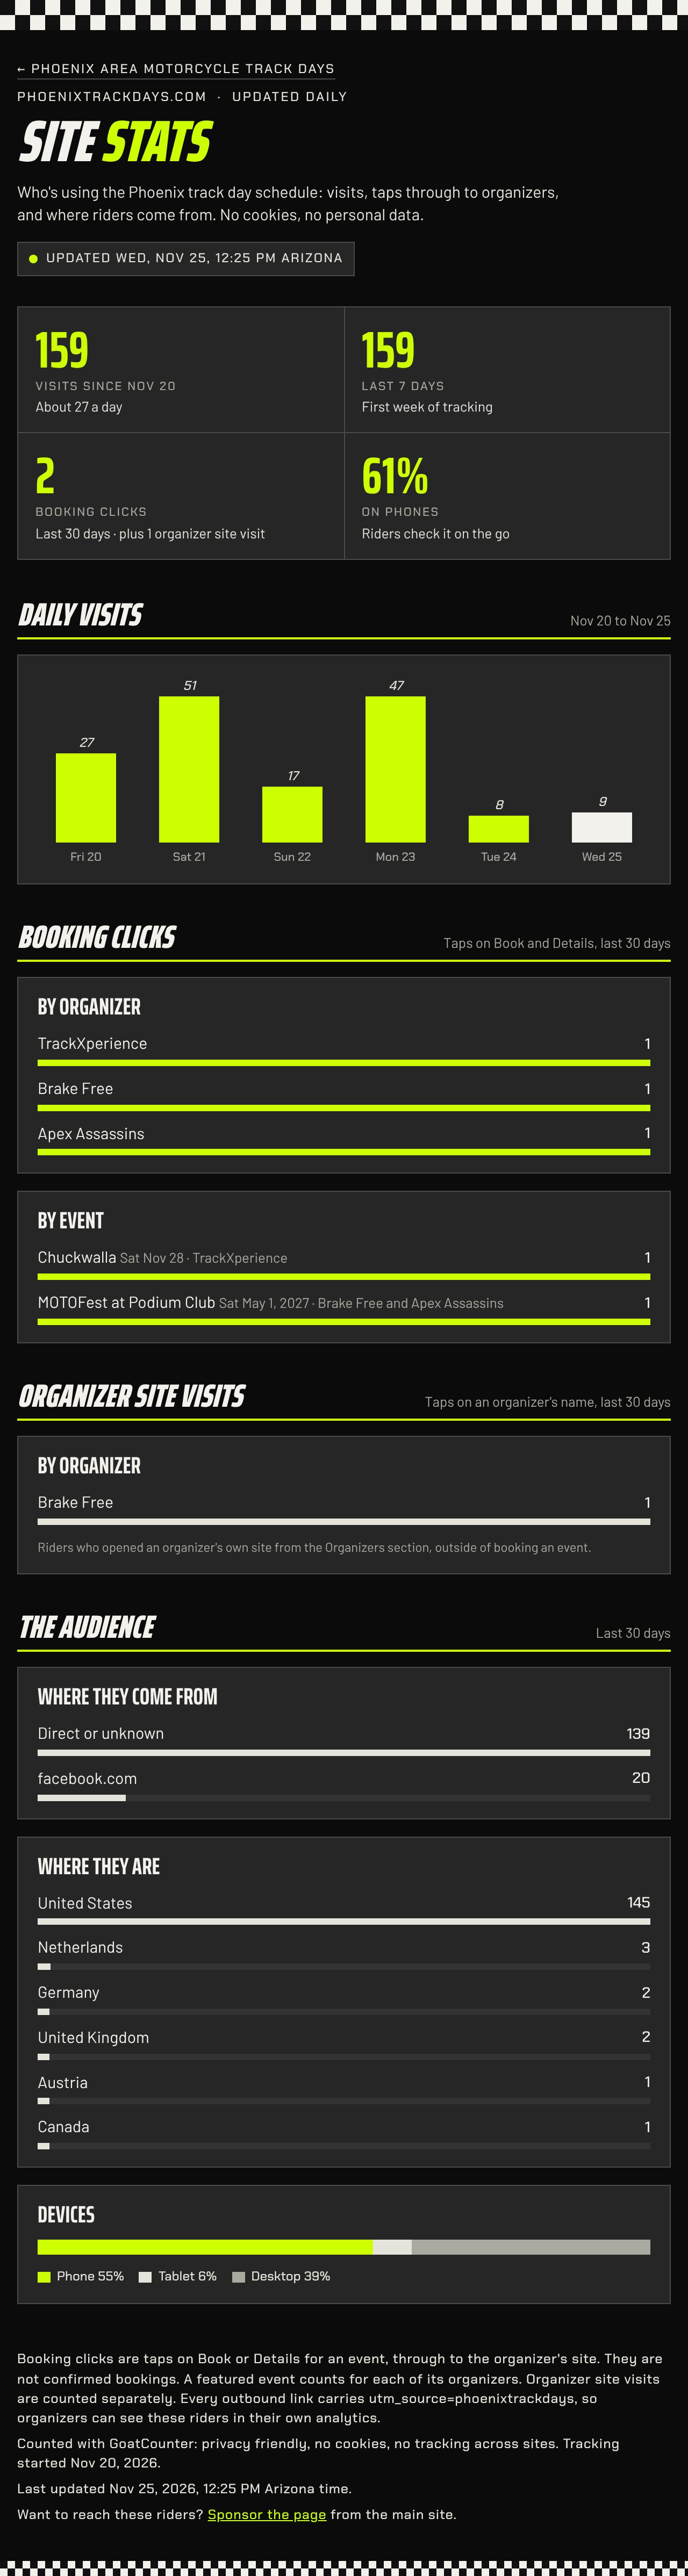 ← PHOENIX AREA MOTORCYCLE TRACK DAYS
PHOENIXTRACKDAYS.COM · UPDATED DAILY
SITE STATS
Who's using the Phoenix track day schedule: visits, taps through to organizers,
and where riders come from. No cookies, no personal data.
UPDATED WED, NOV 25, 12:25 PM ARIZONA
159
VISITS SINCE NOV 20
About 27 a day
159
LAST 7 DAYS
First week of tracking
2
BOOKING CLICKS
Last 30 days · plus 1 organizer site visit
61%
ON PHONES
Riders check it on the go
DAILY VISITS
Nov 20 to Nov 25
27
51
17
47
8
9
Fri 20
Sat 21
Sun 22
Mon 23
Tue 24
Wed 25
BOOKING CLICKS
Taps on Book and Details, last 30 days
BY ORGANIZER
TrackXperience 1
Brake Free 1
Apex Assassins 1
BY EVENT
Chuckwalla Sat Nov 28 · TrackXperience 1
MOTOFest at Podium Club Sat May 1, 2027 · Brake Free and Apex Assassins 1
ORGANIZER SITE VISITS
Taps on an organizer's name, last 30 days
BY ORGANIZER
Brake Free 1
Riders who opened an organizer's own site from the Organizers section, outside of booking an event.
THE AUDIENCE
Last 30 days
WHERE THEY COME FROM
Direct or unknown 139
facebook.com 20
WHERE THEY ARE
United States 145
Netherlands 3
Germany 2
United Kingdom 2
Austria 1
Canada 1
DEVICES
Phone 55% Tablet 6% Desktop 39%
Booking clicks are taps on Book or Details for an event, through to the organizer's site. They are
not confirmed bookings. A featured event counts for each of its organizers. Organizer site visits
are counted separately. Every outbound link carries utm_source=phoenixtrackdays, so
organizers can see these riders in their own analytics.
Counted with GoatCounter: privacy friendly, no cookies, no tracking across sites. Tracking
started Nov 20, 2026.
Last updated Nov 25, 2026, 12:25 PM Arizona time.
Want to reach these riders? Sponsor the page from the main site.